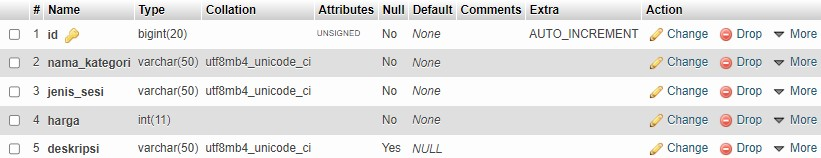 # Name Type Collation Attributes Null Default Comments Extra Action
1 id bigint(20) UNSIGNED No None AUTO_INCREMENT Change Drop More
2 nama_kategori varchar(50) utf8mb4_unicode_ci No None Change Drop More
3 jenis_sesi varchar(50) utf8mb4_unicode_ci No None Change Drop More
4 harga int(11) No None Change Drop More
5 deskripsi varchar(50) utf8mb4_unicode_ci Yes NULL Change Drop More